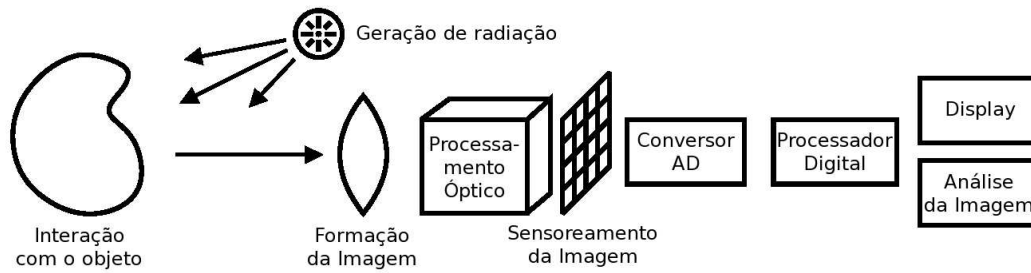 Geração de radiação
Interação
com o objeto
Formação
da Imagem
Processa-
mento
Óptico
Sensoreamento
da Imagem
Conversor
AD
Processador
Digital
Display
Análise
da Imagem